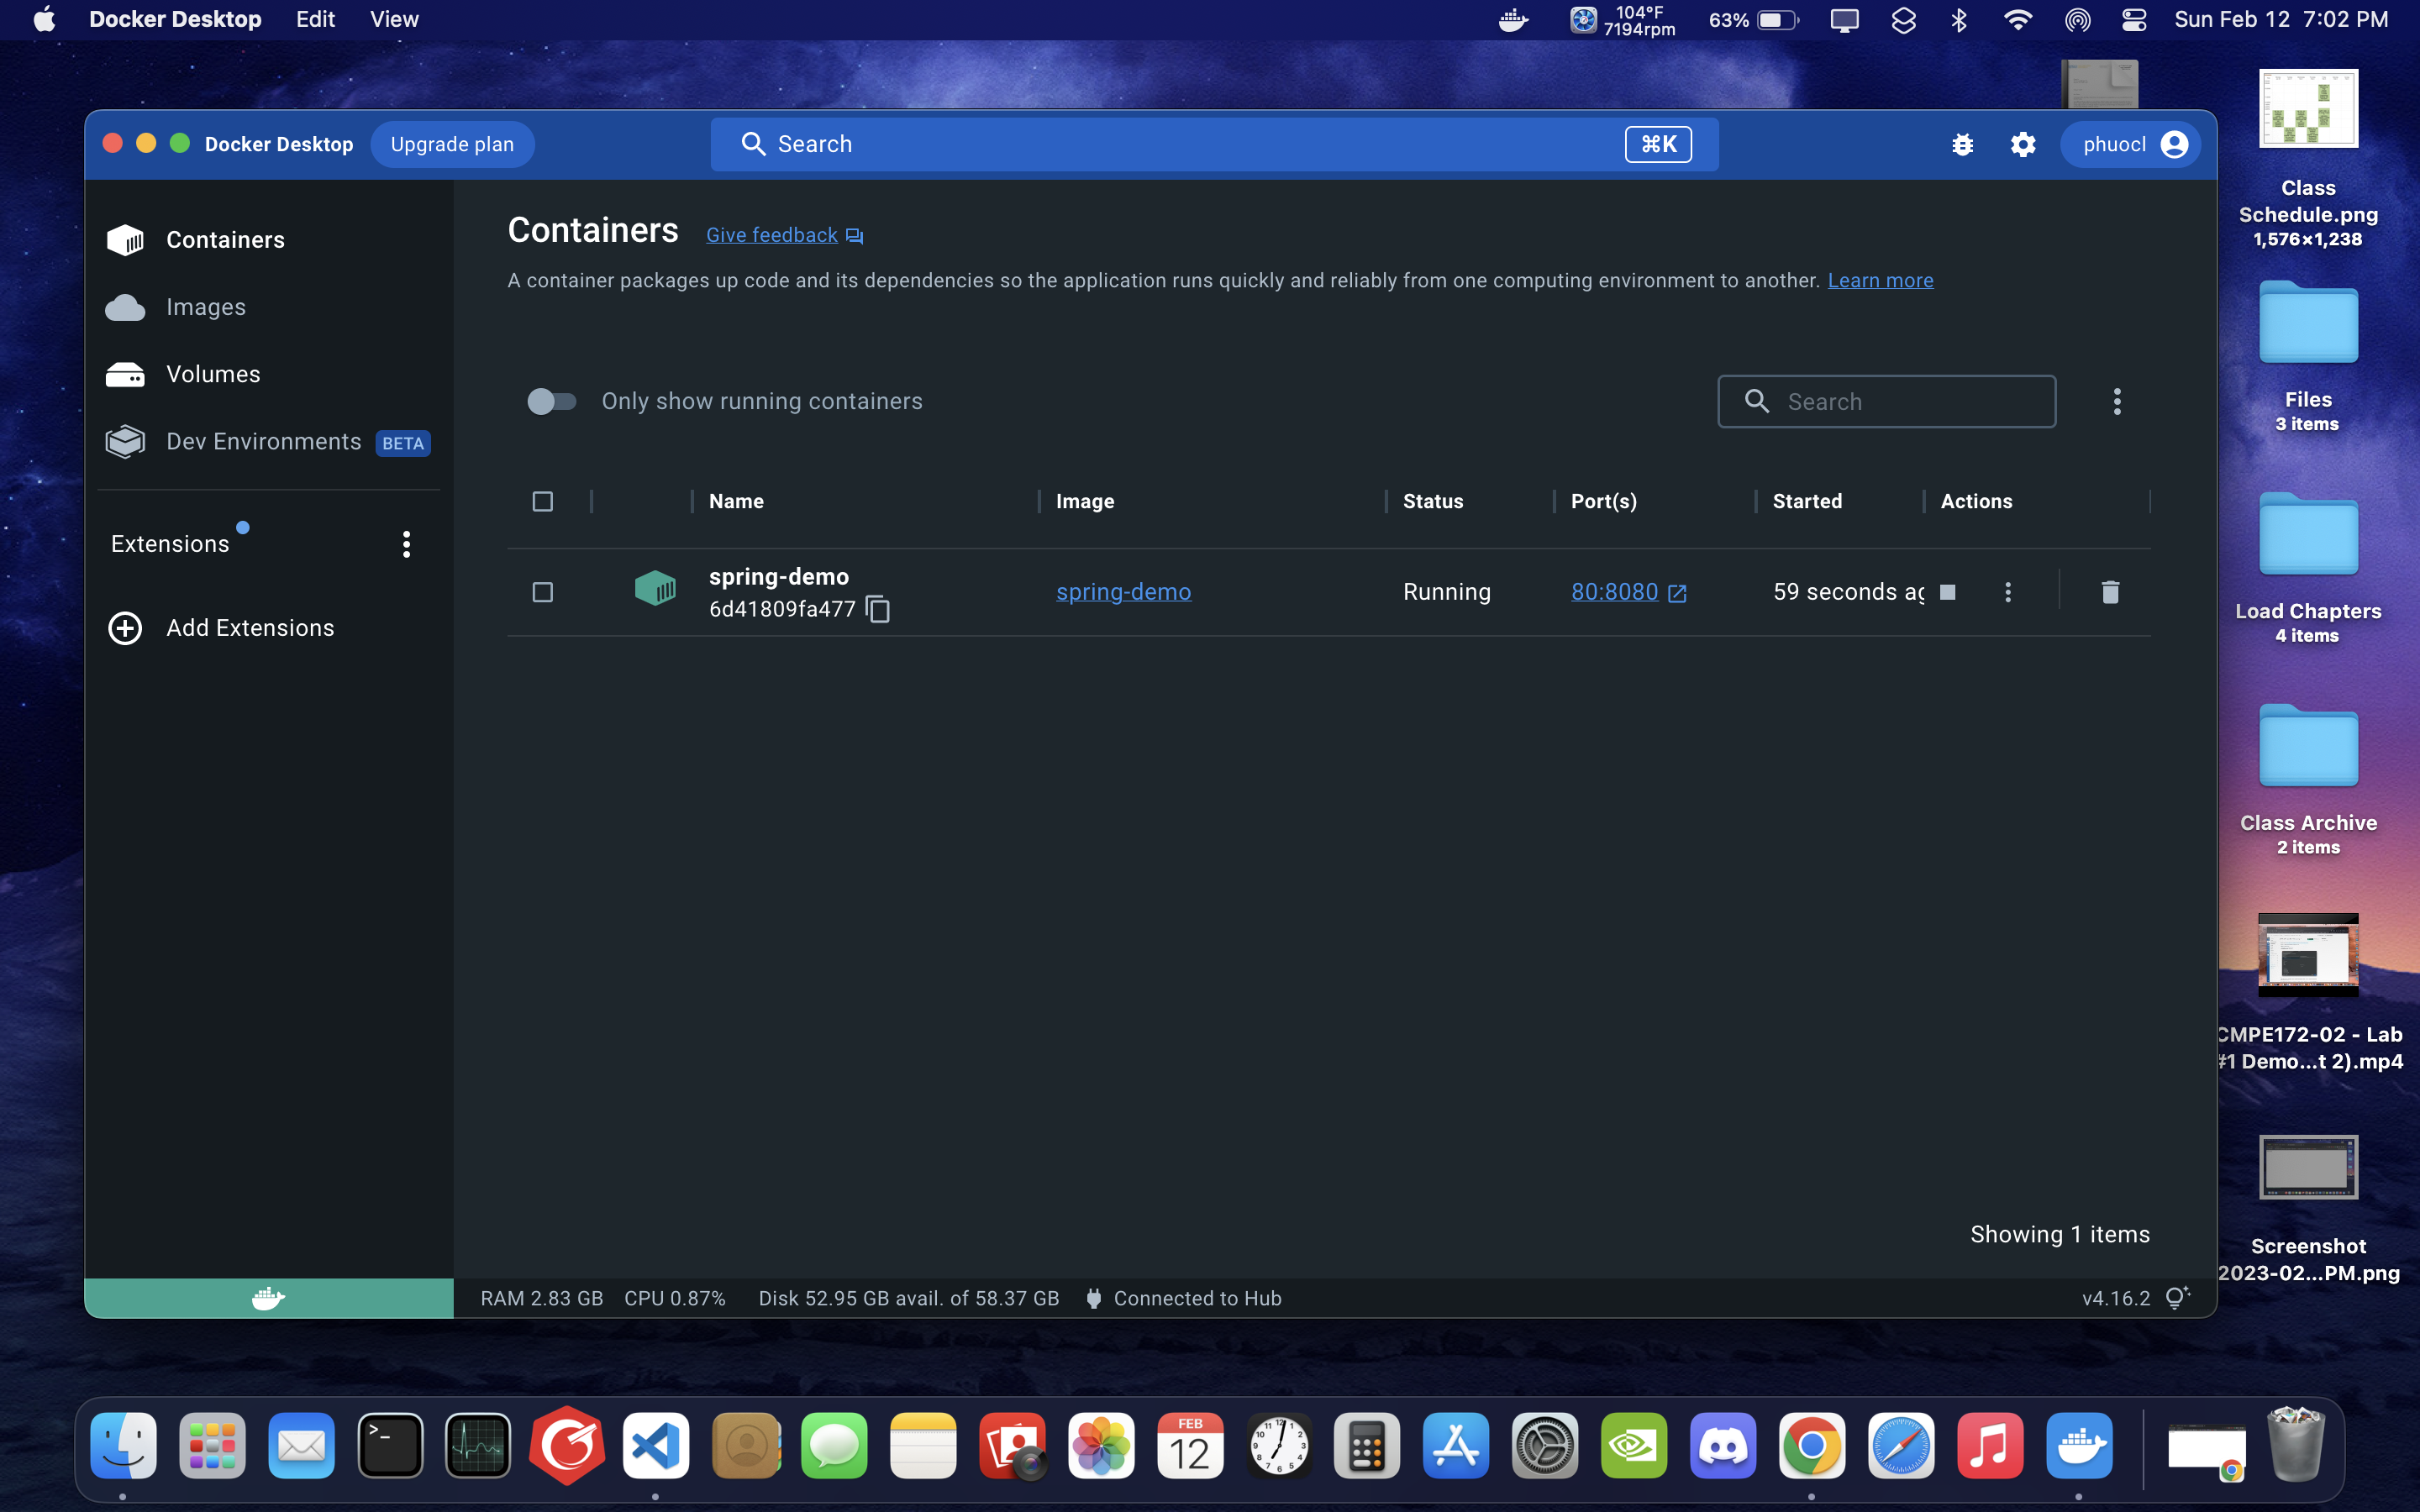 Docker Desktop Edit View
104°F
7194rpm
63%
Sun Feb 12 7:02 PM
Docker Desktop
Upgrade plan
Search
⌘K
phuocl
Containers
Images
Volumes
Dev Environments BETA
Extensions
Add Extensions
Containers
Give feedback
A container packages up code and its dependencies so the application runs quickly and reliably from one computing environment to another. Learn more
Only show running containers
Search
Name Image Status Port(s) Started Actions
spring-demo
6d41809fa477
spring-demo
Running
80:8080
59 seconds ag
Showing 1 items
RAM 2.83 GB CPU 0.87% Disk 52.95 GB avail. of 58.37 GB Connected to Hub
v4.16.2
Class
Schedule.png
1,576×1,238
Files
3 items
Load Chapters
4 items
Class Archive
2 items
CMPE172-02 - Lab
#1 Demo...t 2).mp4
Screenshot
2023-02...PM.png
FEB
12